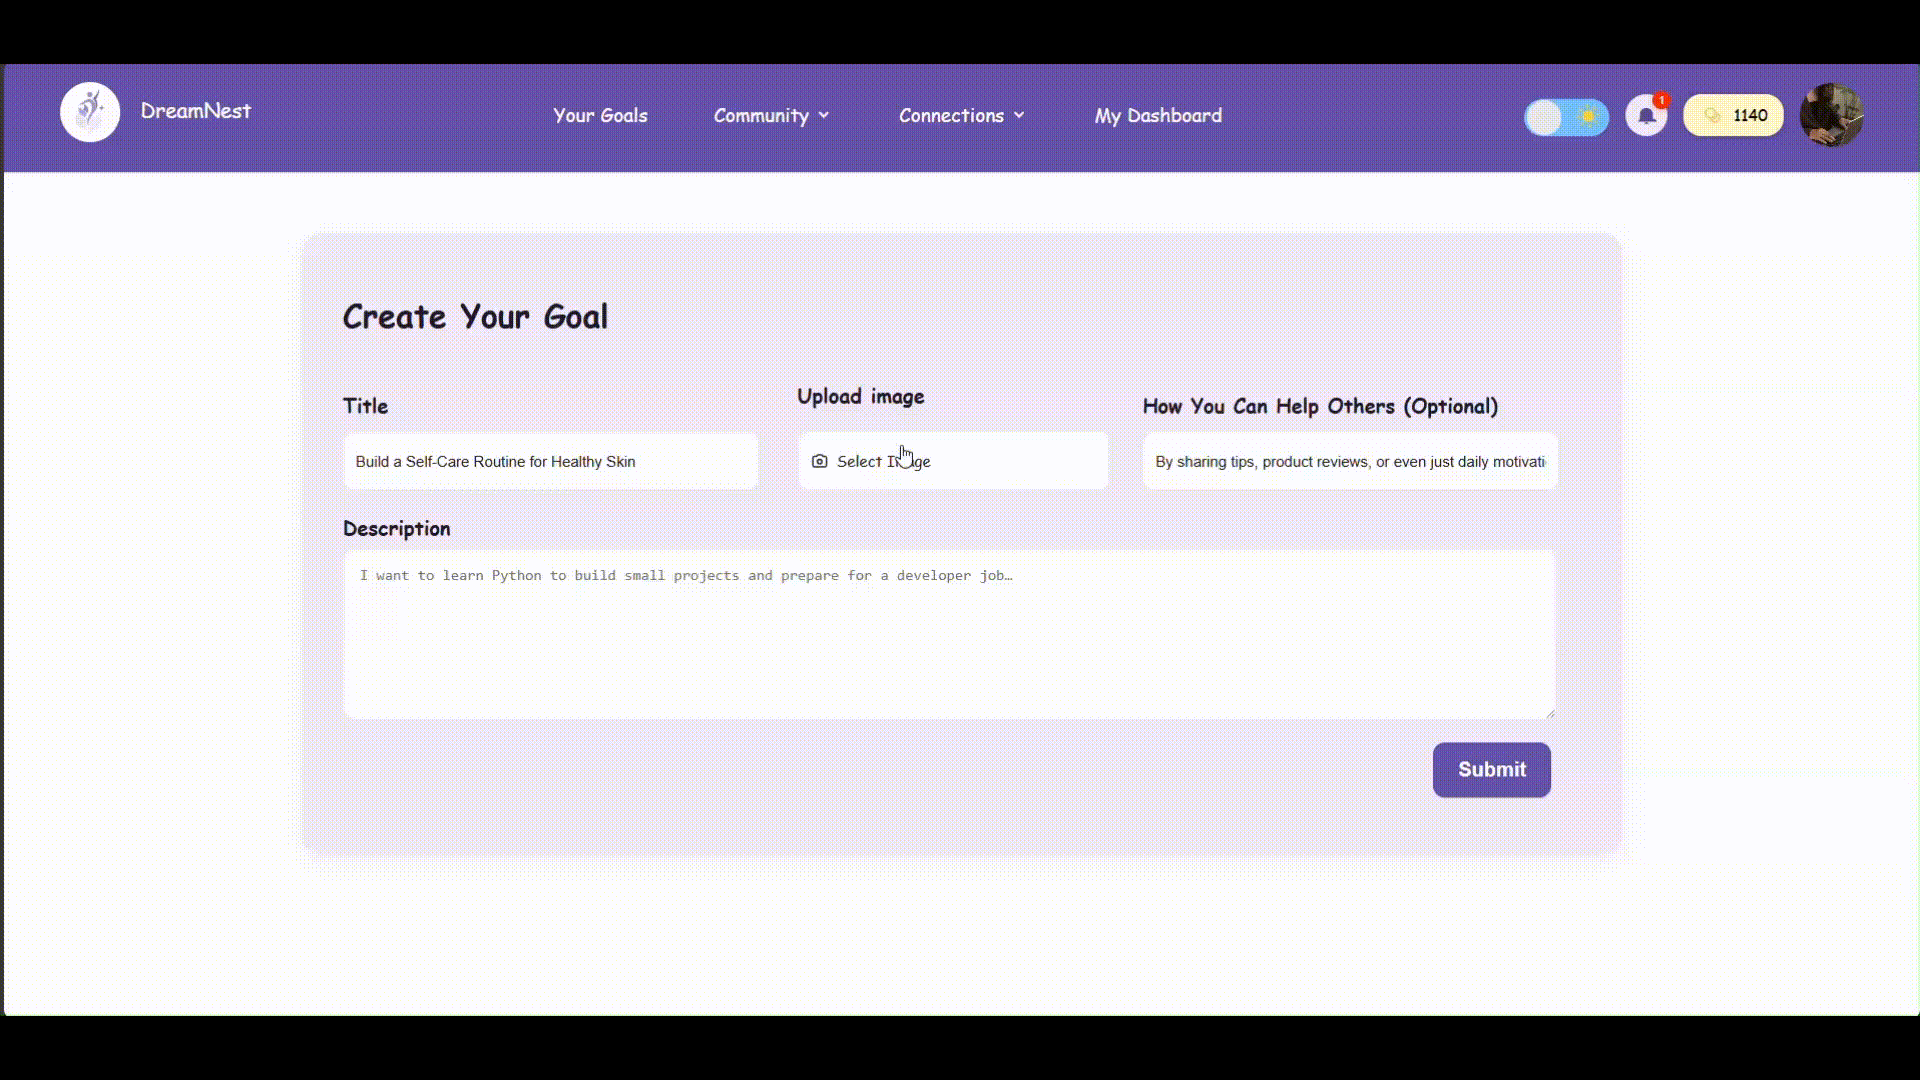 DreamNest
Your Goals
Community
Connections
My Dashboard
1
1140
Create Your Goal
Title
Upload image
How You Can Help Others (Optional)
Build a Self-Care Routine for Healthy Skin
Select Image
By sharing tips, product reviews, or even just daily motivati
Description
I want to learn Python to build small projects and prepare for a developer job…
Submit